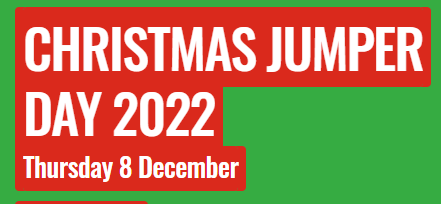 CHRISTMAS JUMPER
DAY 2022
Thursday 8 December